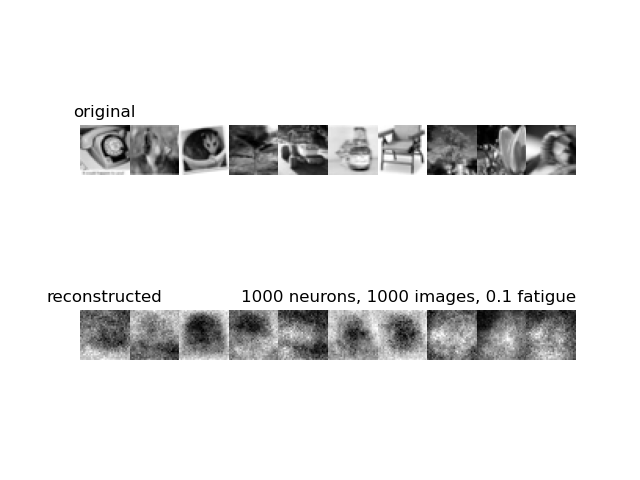 original
reconstructed
1000 neurons, 1000 images, 0.1 fatigue